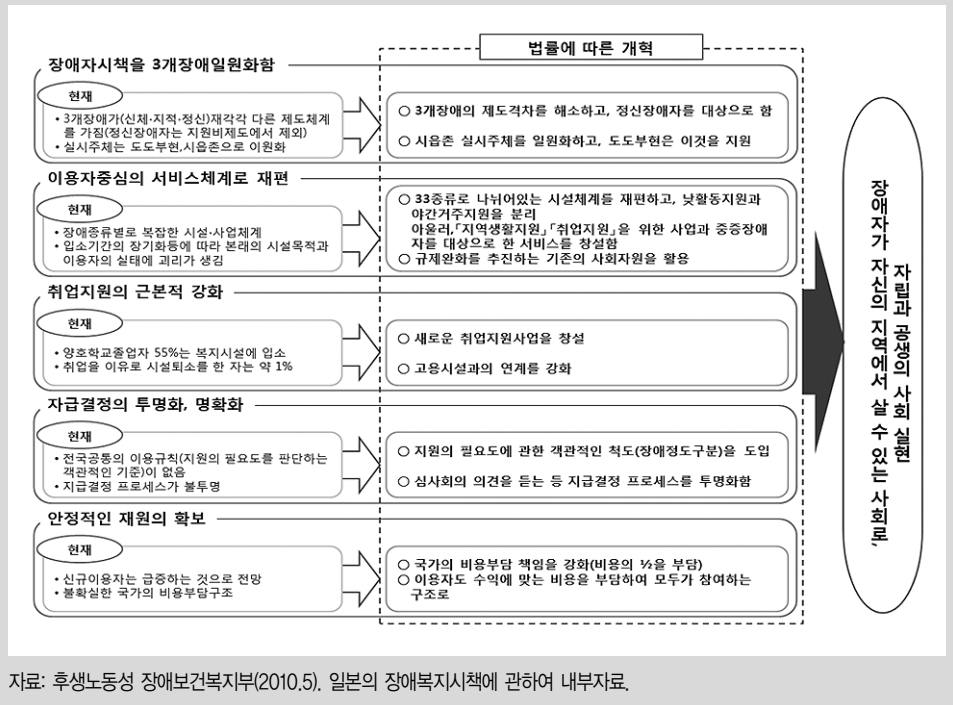 법률에 따른 개혁
장애자시책을 3개장애일원화함
현재
• 3개장애가(신체·지적·정신)재각각 다른 제도체계
를 가짐(정신장애자는 지원비제도에서 제외)
• 실시주체는 도도부현,시읍존으로 이원화
○ 3개장애의 제도격차를 해소하고, 정신장애자를 대상으로 함
○ 시읍존 실시주체를 일원화하고, 도도부현은 이것을 지원
이용자중심의 서비스체계로 재편
현재
• 장애종류별로 복잡한 시설·사업체계
• 입소기간의 장기화등에 따라 본래의 시설목적과
이용자의 실태에 괴리가 생김
○ 33종류로 나뉘어있는 시설체계를 재편하고, 낮활동지원과
야간거주지원을 분리
아울러,「지역생활지원」「취업지원」을 위한 사업과 중증장애
자를 대상으로 한 서비스를 창설함
○ 규제완화를 추진하는 기존의 사회자원을 활용
취업지원의 근본적 강화
현재
• 양호학교졸업자 55%는 복지시설에 입소
• 취업을 이유로 시설퇴소를 한 자는 약 1%
○ 새로운 취업지원사업을 창설
○ 고용시설과의 연계를 강화
자급결정의 투명화, 명확화
현재
• 전국공통의 이용규칙(지원의 필요도를 판단하는
객관적인 기준)이 없음
• 지급결정 프로세스가 불투명
○ 지원의 필요도에 관한 객관적인 척도(장애정도구분)을 도입
○ 심사회의 의견을 듣는 등 지급결정 프로세스를 투명화함
안정적인 재원의 확보
현재
• 신규이용자는 급증하는 것으로 전망
• 불확실한 국가의 비용부담구조
○ 국가의 비용부담 책임을 강화(비용의 ½을 부담)
○ 이용자도 수익에 맞는 비용을 부담하여 모두가 참여하는
구조로
장애자가 자신의 지역에서 살 수 있는 사회로,
자립과 공생의 사회 실현
자료: 후생노동성 장애보건복지부(2010.5). 일본의 장애복지시책에 관하여 내부자료.